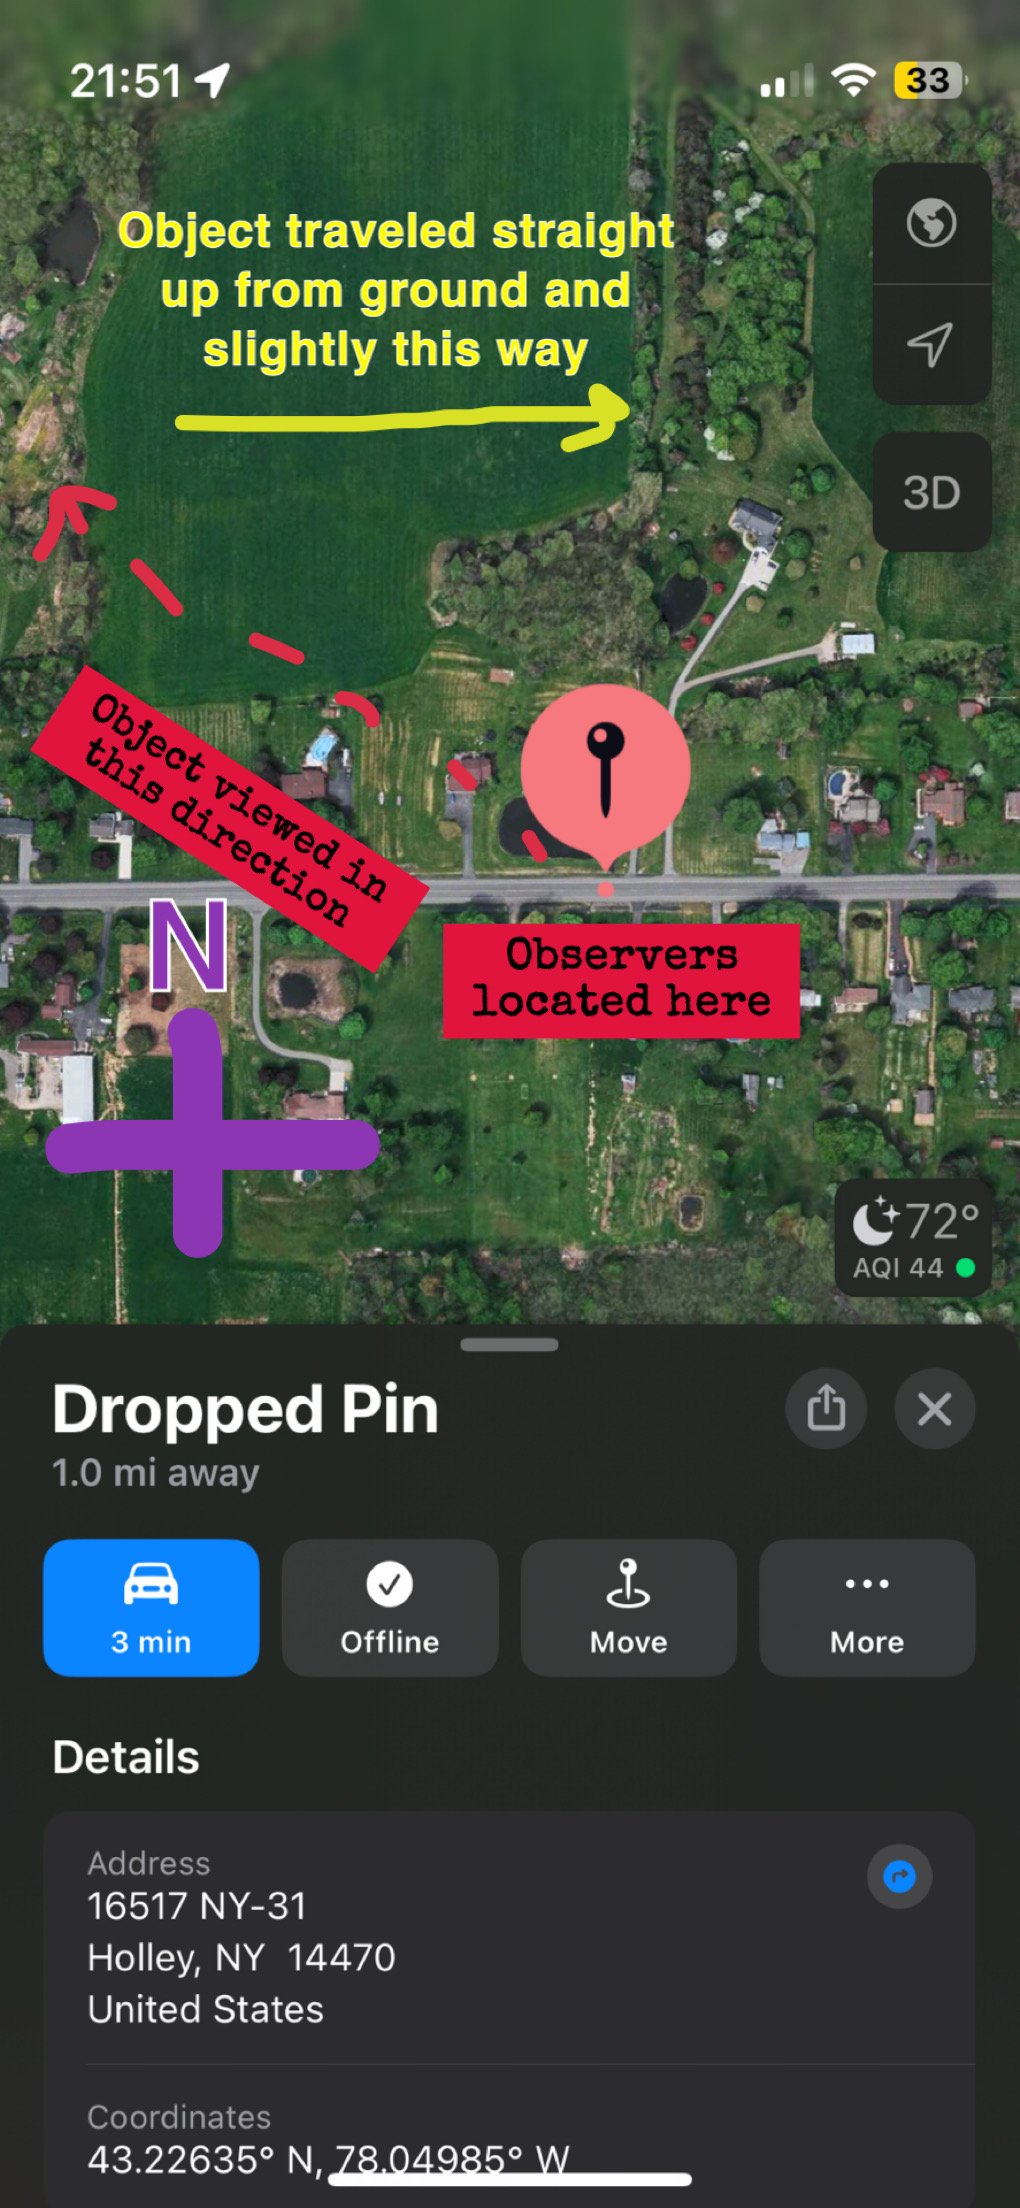 21:51
33
Object traveled straight
up from ground and
slightly this way
3D
Object viewed in
this direction
N
Observers
located here
72°
AQI 44
Dropped Pin
1.0 mi away
3 min
Offline
Move
More
Details
Address
16517 NY-31
Holley, NY 14470
United States
Coordinates
43.22635° N, 78.04985° W